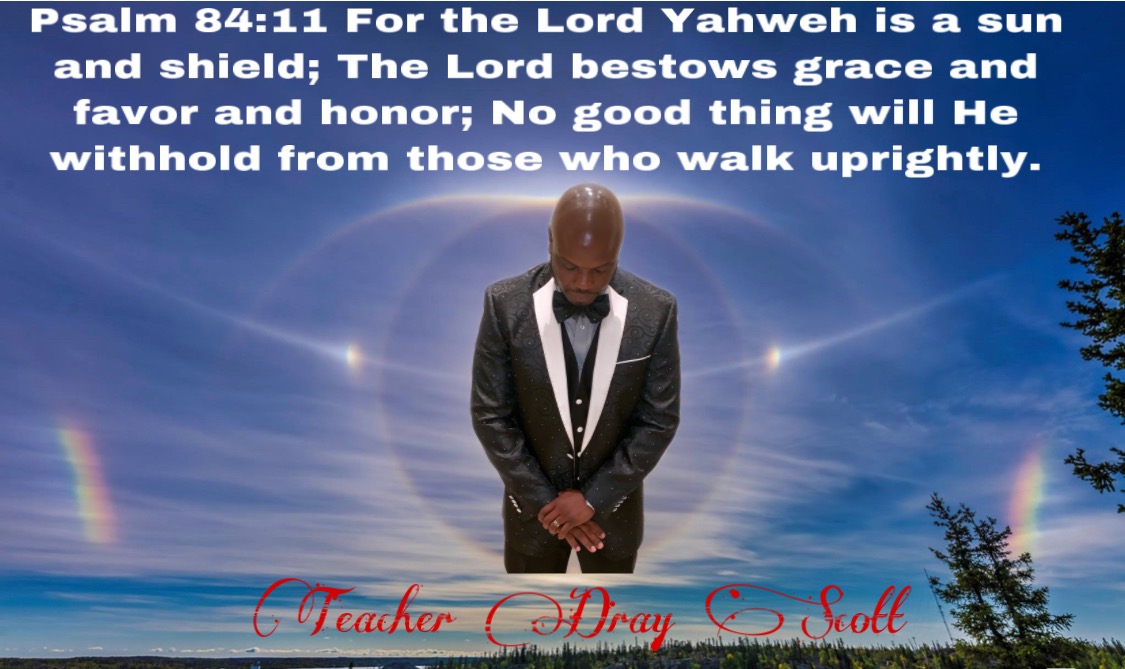 Psalm 84:11 For the Lord Yahweh is a sun
and shield; The Lord bestows grace and
favor and honor; No good thing will He
withhold from those who walk uprightly.
Teacher Dray Scott